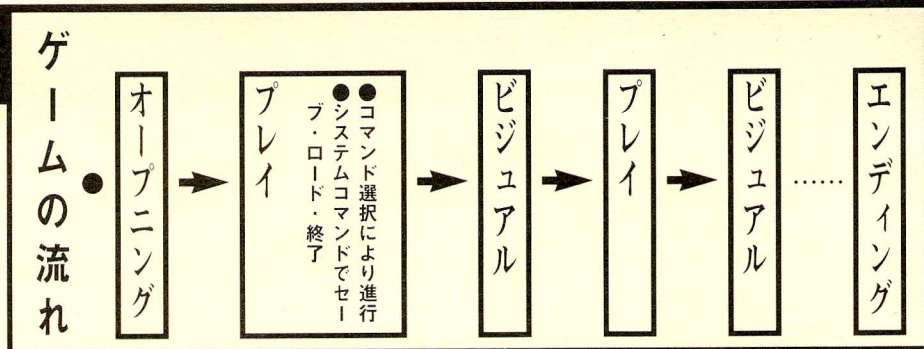 ゲームの流れ
●
オープニング
プレイ
●コマンド選択により進行
●システムコマンドでセー
ブ・ロード・終了
ビジュアル
プレイ
ビジュアル
……
エンディング